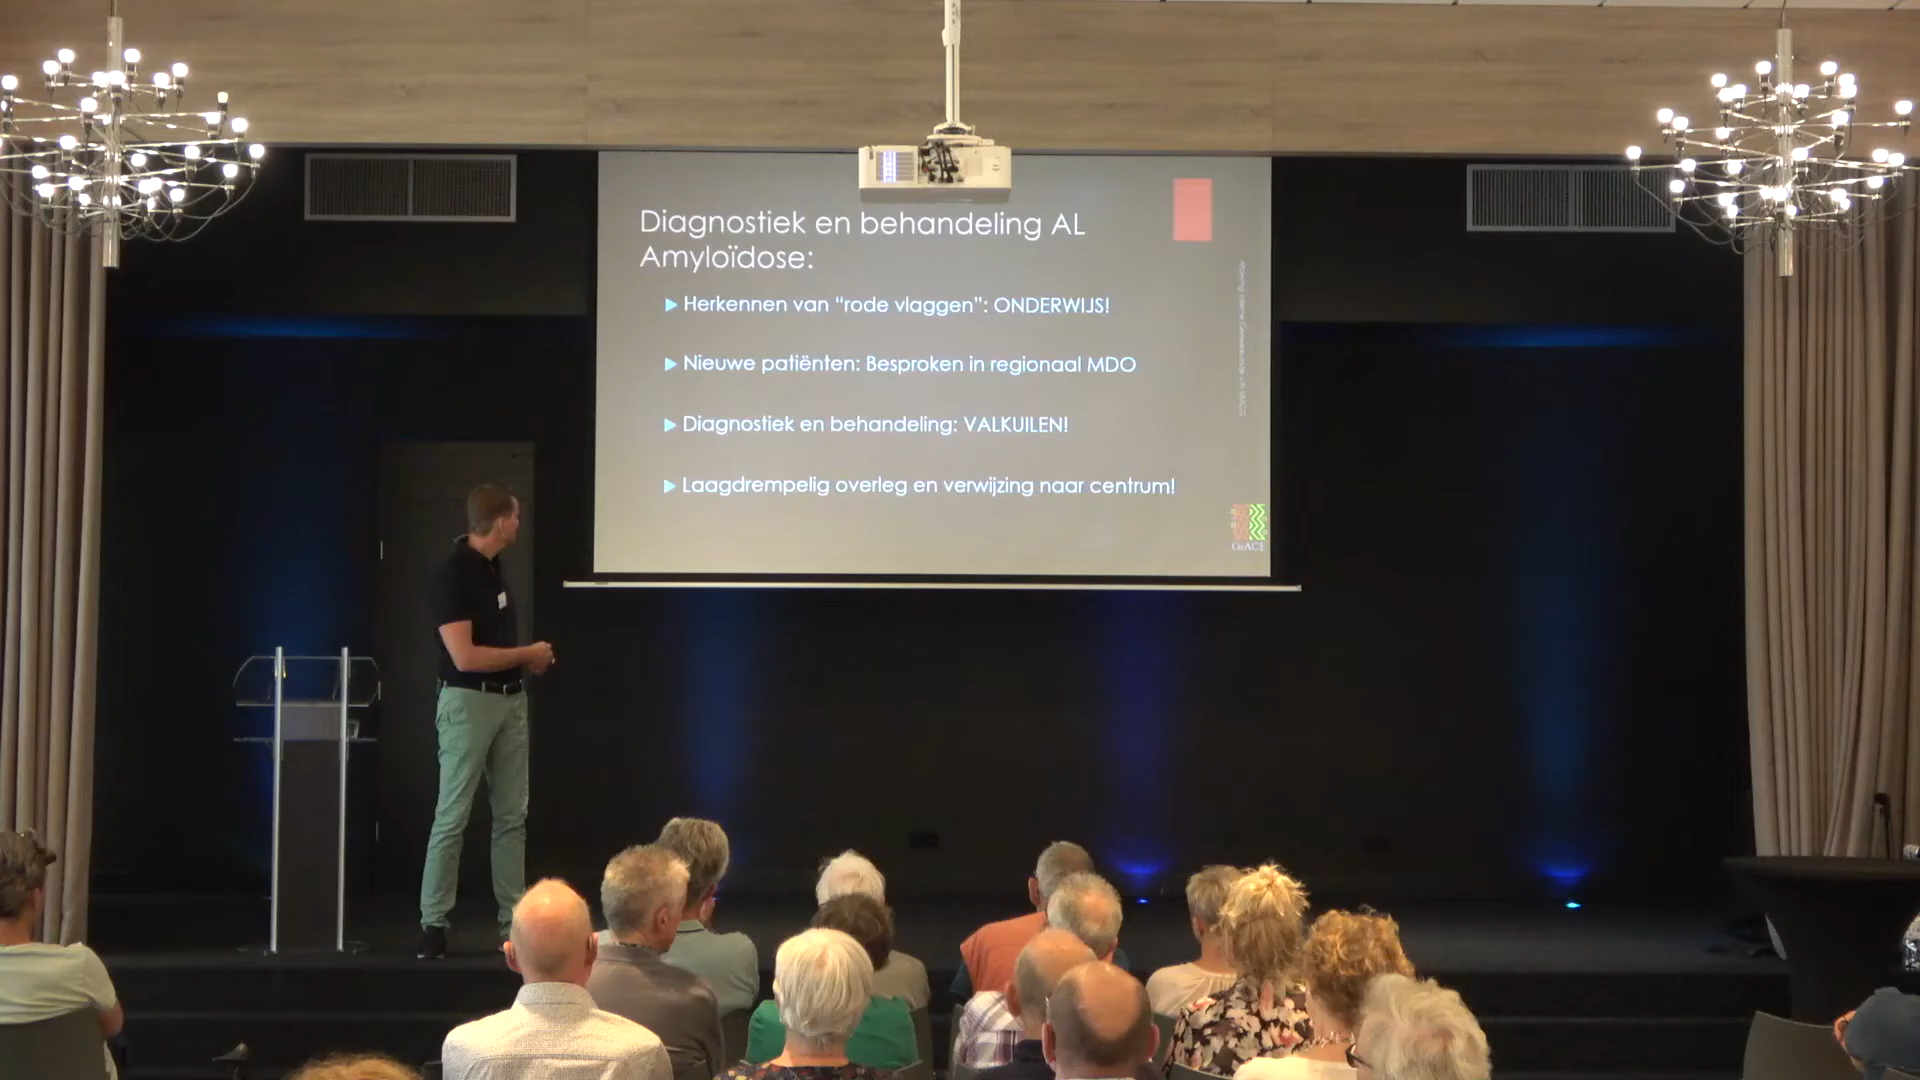 Diagnostiek en behandeling AL
Amyloïdose:
Herkennen van “rode vlaggen”: ONDERWIJS!
Nieuwe patiënten: Besproken in regionaal MDO
Diagnostiek en behandeling: VALKUILEN!
Laagdrempelig overleg en verwijzing naar centrum!
GrACE